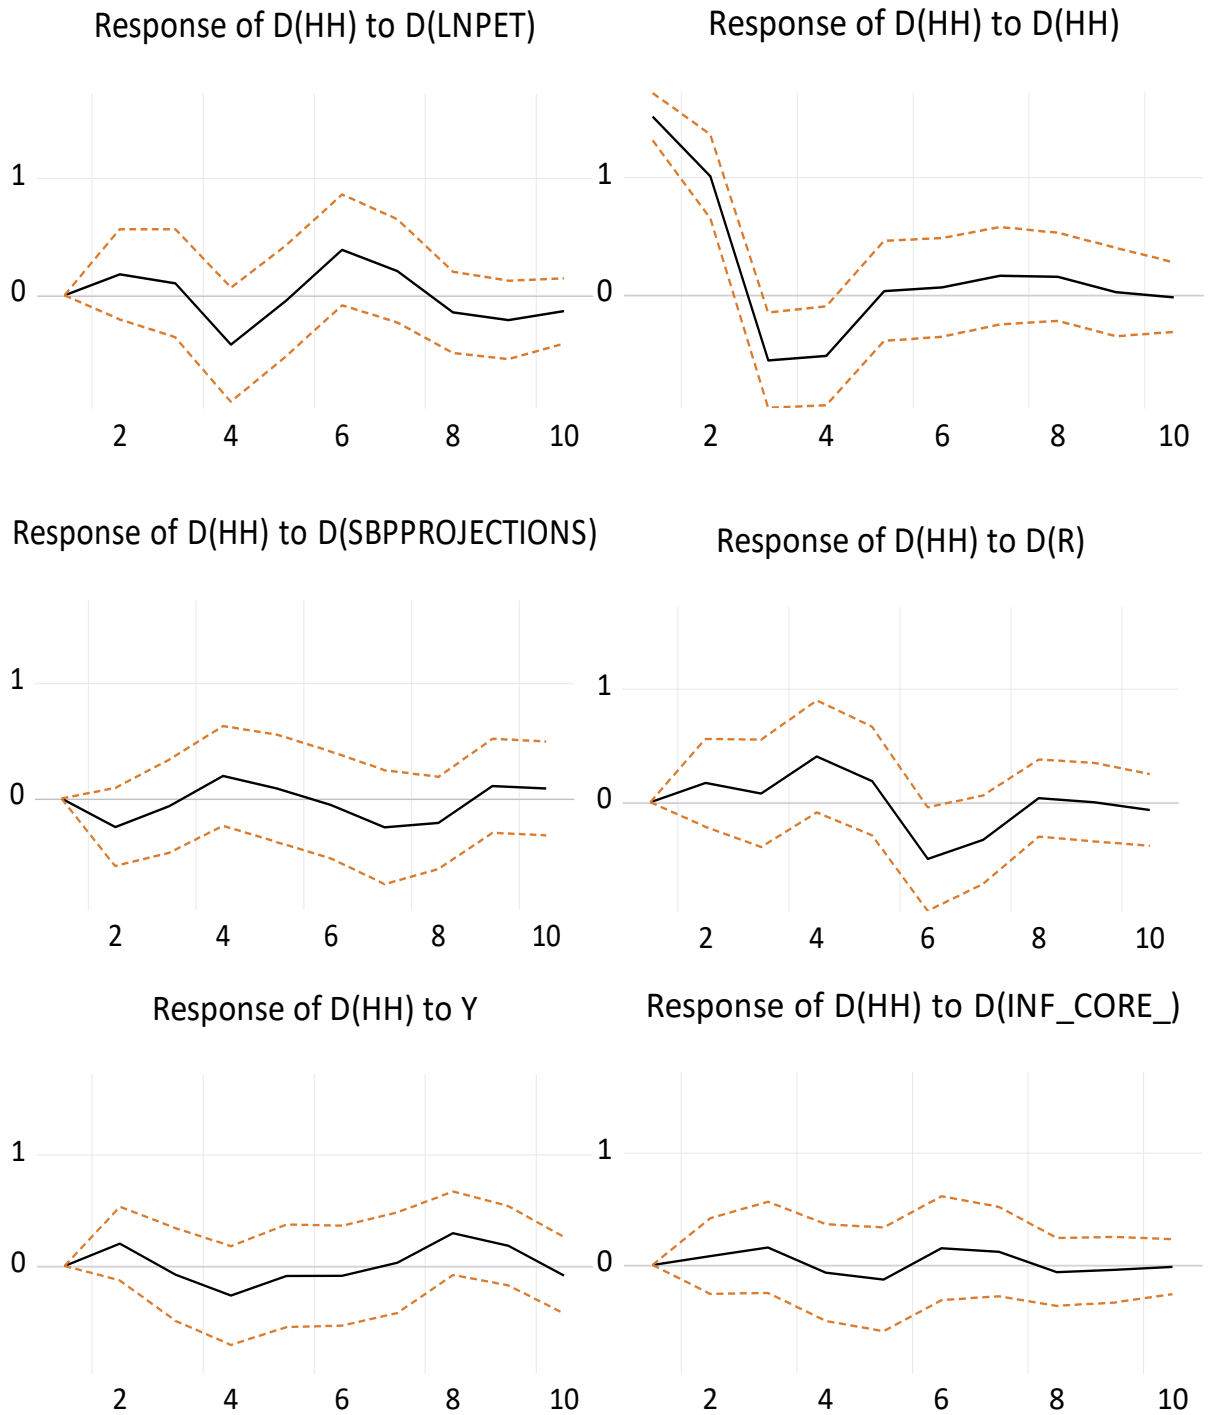 Response of D(HH) to D(LNPET)
1
0
2 4 6 8 10
Response of D(HH) to D(HH)
1
0
2 4 6 8 10
Response of D(HH) to D(SBPPROJECTIONS)
1
0
2 4 6 8 10
Response of D(HH) to D(R)
1
0
2 4 6 8 10
Response of D(HH) to Y
1
0
2 4 6 8 10
Response of D(HH) to D(INF_CORE_)
1
0
2 4 6 8 10